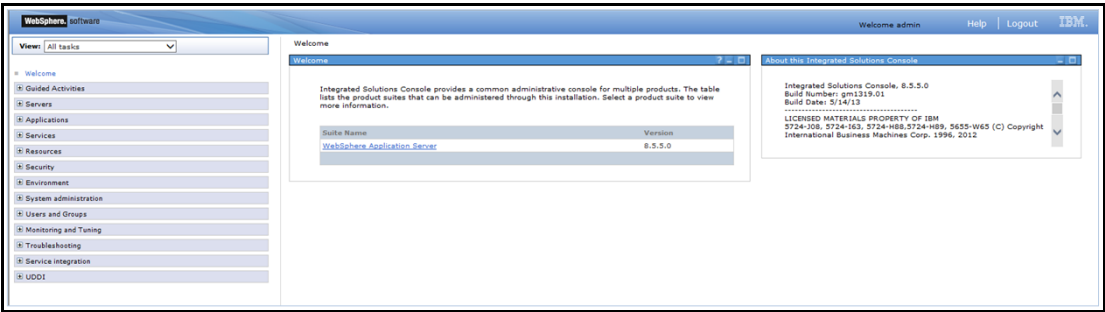 WebSphere. software
Welcome admin
Help | Logout
IBM.
View: All tasks
Welcome
Guided Activities
Servers
Applications
Services
Resources
Security
Environment
System administration
Users and Groups
Monitoring and Tuning
Troubleshooting
Service integration
UDDI
Welcome
Welcome
?
Integrated Solutions Console provides a common administrative console for multiple products. The table
lists the product suites that can be administered through this installation. Select a product suite to view
more information.
Suite Name Version
WebSphere Application Server 8.5.5.0
About this Integrated Solutions Console
Integrated Solutions Console, 8.5.5.0
Build Number: gm1319.01
Build Date: 5/14/13
---------------------------------------
LICENSED MATERIALS PROPERTY OF IBM
5724-J08, 5724-I63, 5724-H88,5724-H89, 5655-W65 (C) Copyright
International Business Machines Corp. 1996, 2012